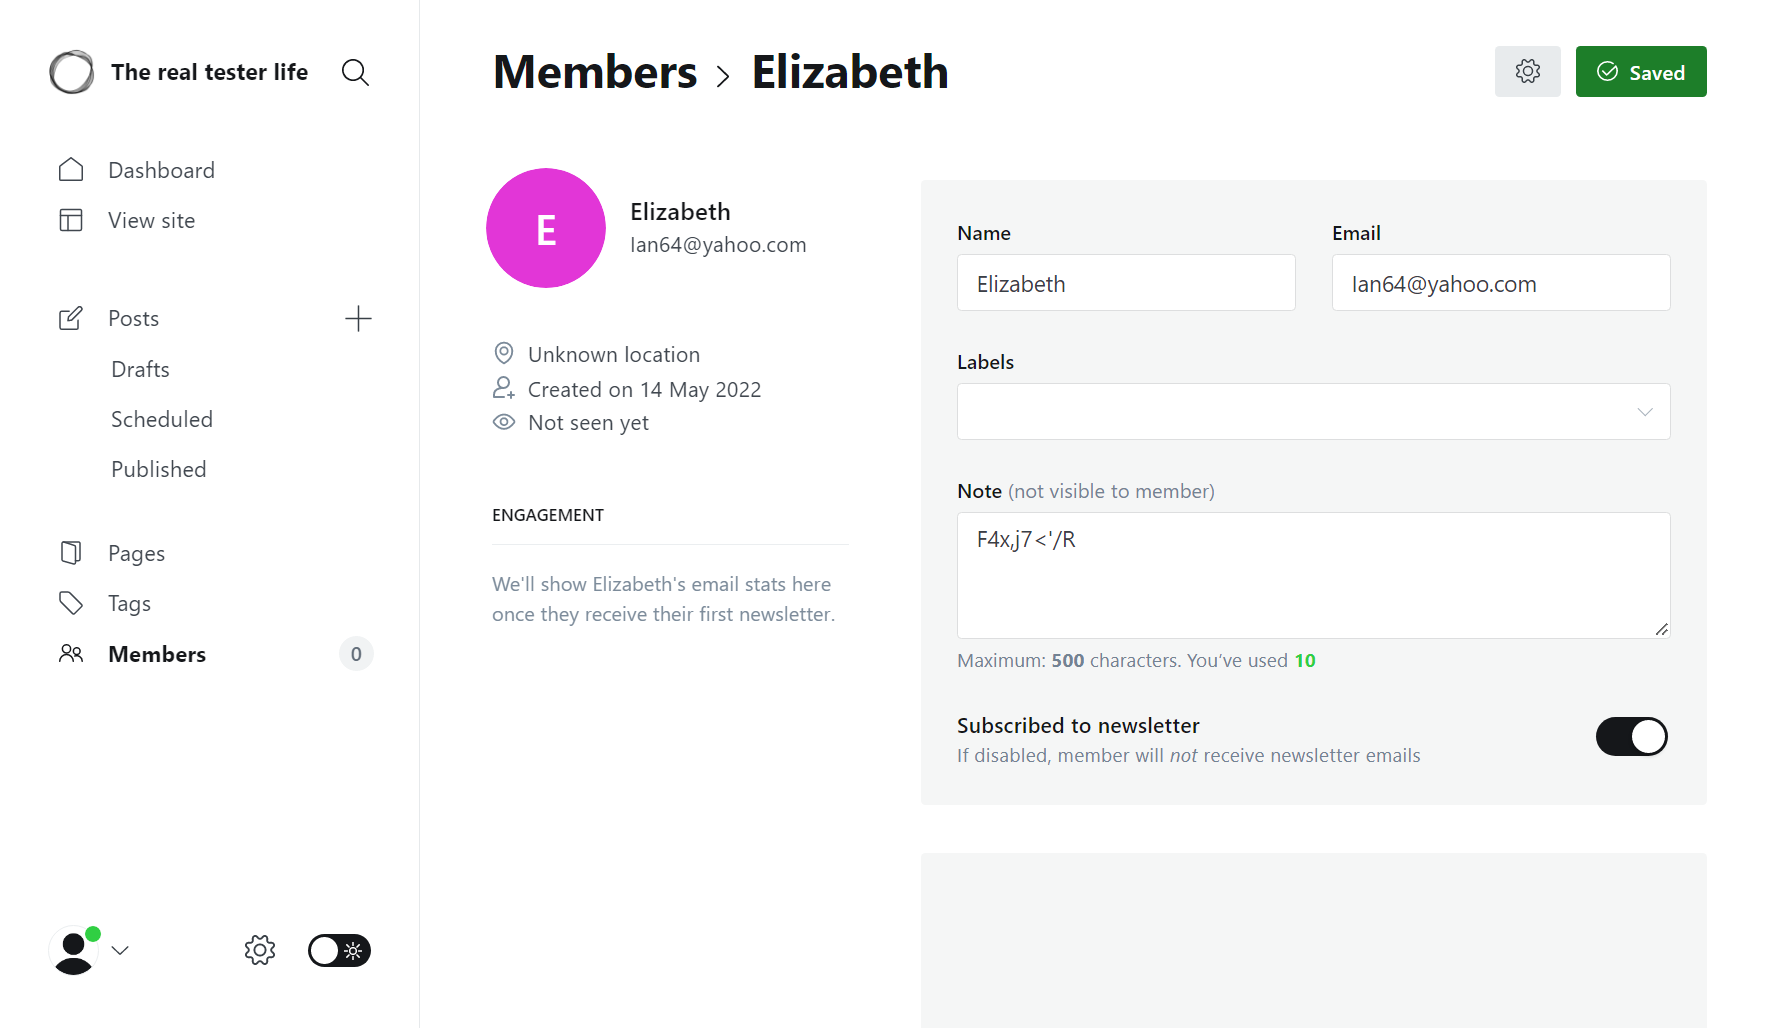 The real tester life
Dashboard
View site
Posts
Drafts
Scheduled
Published
Pages
Tags
Members 0
Members › Elizabeth
Saved
E
Elizabeth
Ian64@yahoo.com
Unknown location
Created on 14 May 2022
Not seen yet
ENGAGEMENT
We'll show Elizabeth's email stats here
once they receive their first newsletter.
Name
Elizabeth
Email
Ian64@yahoo.com
Labels
Note (not visible to member)
F4x,j7<'/R
Maximum: 500 characters. You’ve used 10
Subscribed to newsletter
If disabled, member will not receive newsletter emails